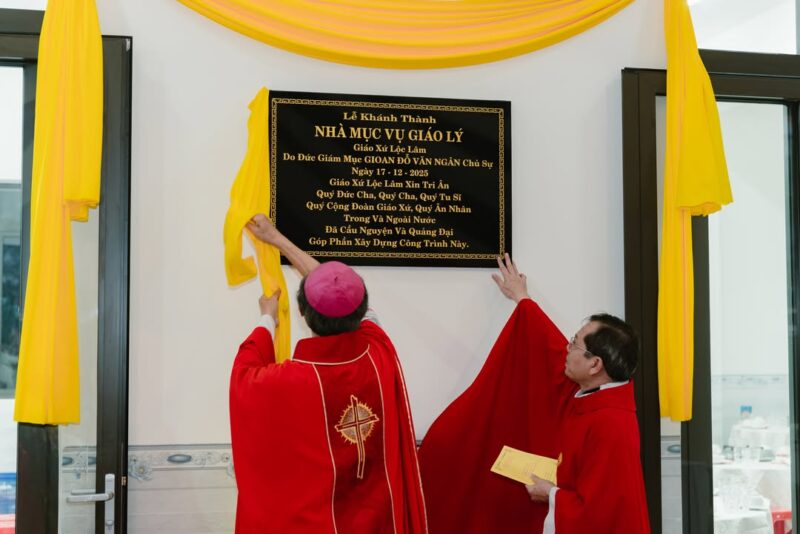 Lễ Khánh Thành
NHÀ MỤC VỤ GIÁO LÝ
Giáo Xứ Lộc Lâm
Do Đức Giám Mục GIOAN ĐỖ VĂN NGÂN Chủ Sự
Ngày 17 - 12 - 2025
Giáo Xứ Lộc Lâm Xin Tri Ân
Quý Đức Cha, Quý Cha, Quý Tu Sĩ
Quý Cộng Đoàn Giáo Xứ, Quý Ân Nhân
Trong Và Ngoài Nước
Đã Cầu Nguyện Và Quảng Đại
Góp Phần Xây Dựng Công Trình Này.